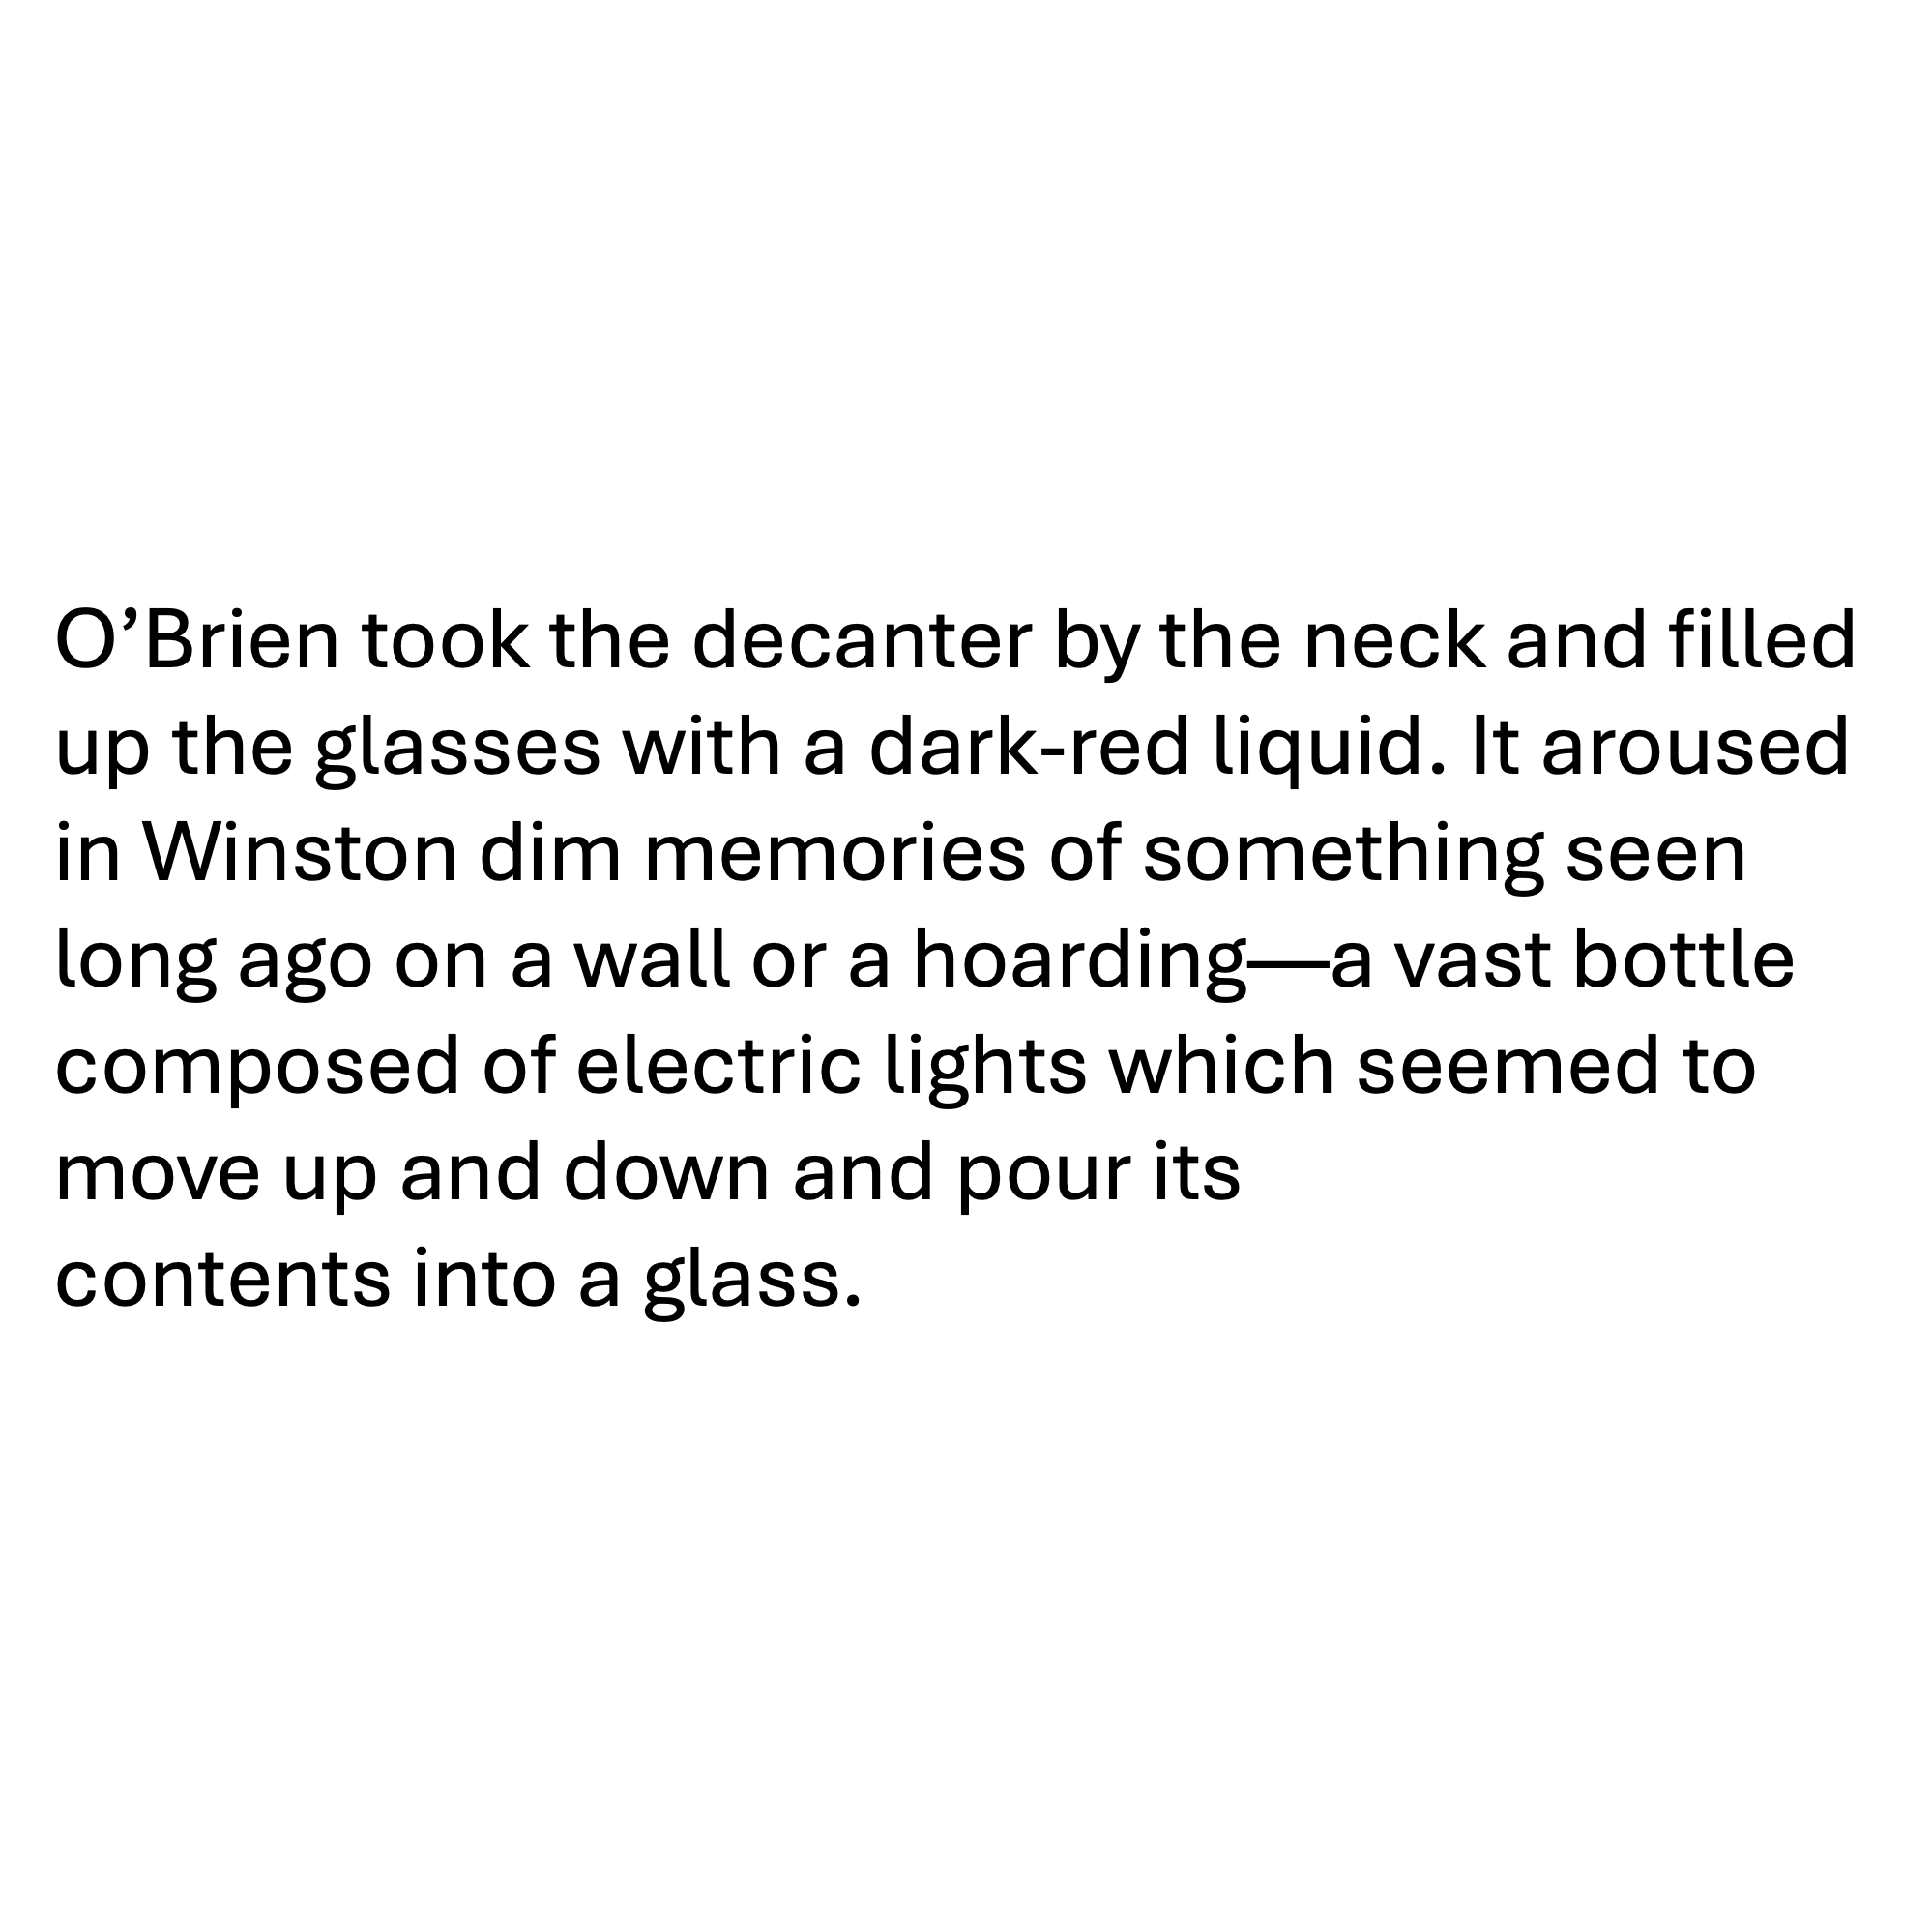 O’Brien took the decanter by the neck and filled
up the glasses with a dark-red liquid. It aroused
in Winston dim memories of something seen
long ago on a wall or a hoarding—a vast bottle
composed of electric lights which seemed to
move up and down and pour its
contents into a glass.